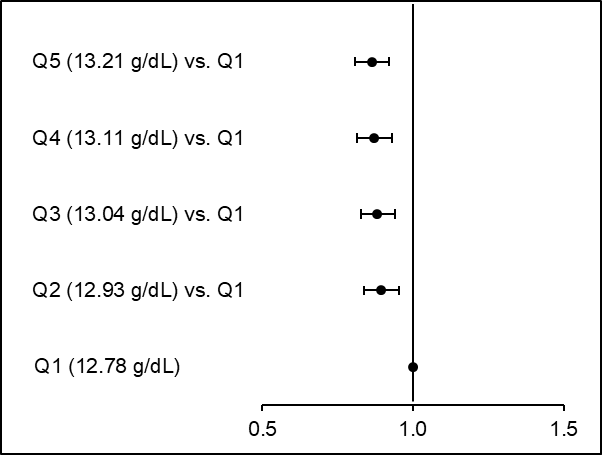 Q5 (13.21 g/dL) vs. Q1
Q4 (13.11 g/dL) vs. Q1
Q3 (13.04 g/dL) vs. Q1
Q2 (12.93 g/dL) vs. Q1
Q1 (12.78 g/dL)
0.5 1.0 1.5